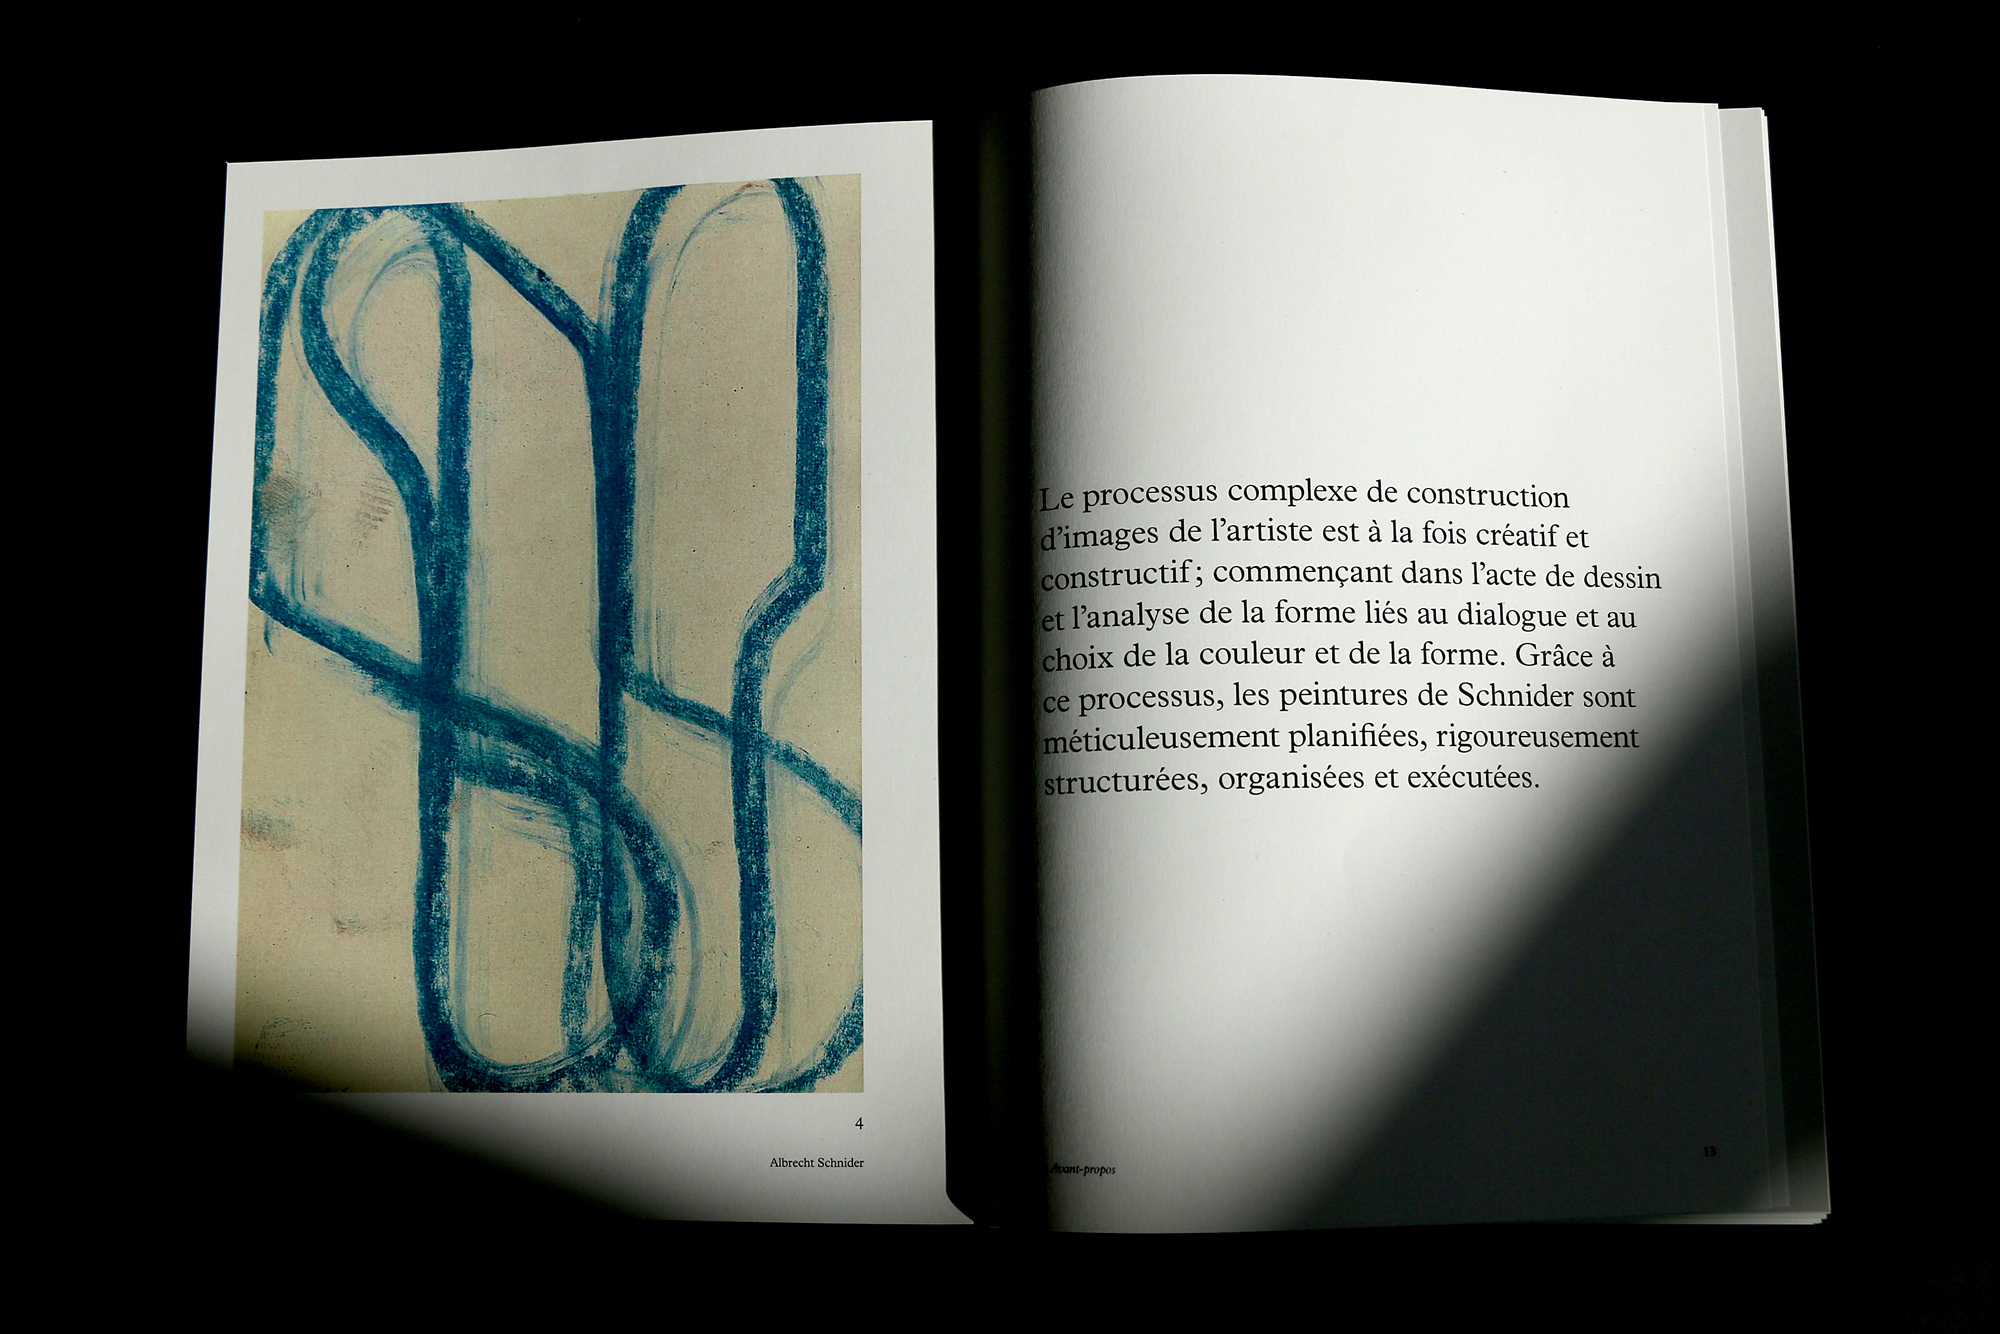 4
Albrecht Schnider
Le processus complexe de construction
d’images de l’artiste est à la fois créatif et
constructif ; commençant dans l’acte de dessin
et l’analyse de la forme liés au dialogue et au
choix de la couleur et de la forme. Grâce à
ce processus, les peintures de Schnider sont
méticuleusement planifiées, rigoureusement
structurées, organisées et exécutées.
Avant-propos
13